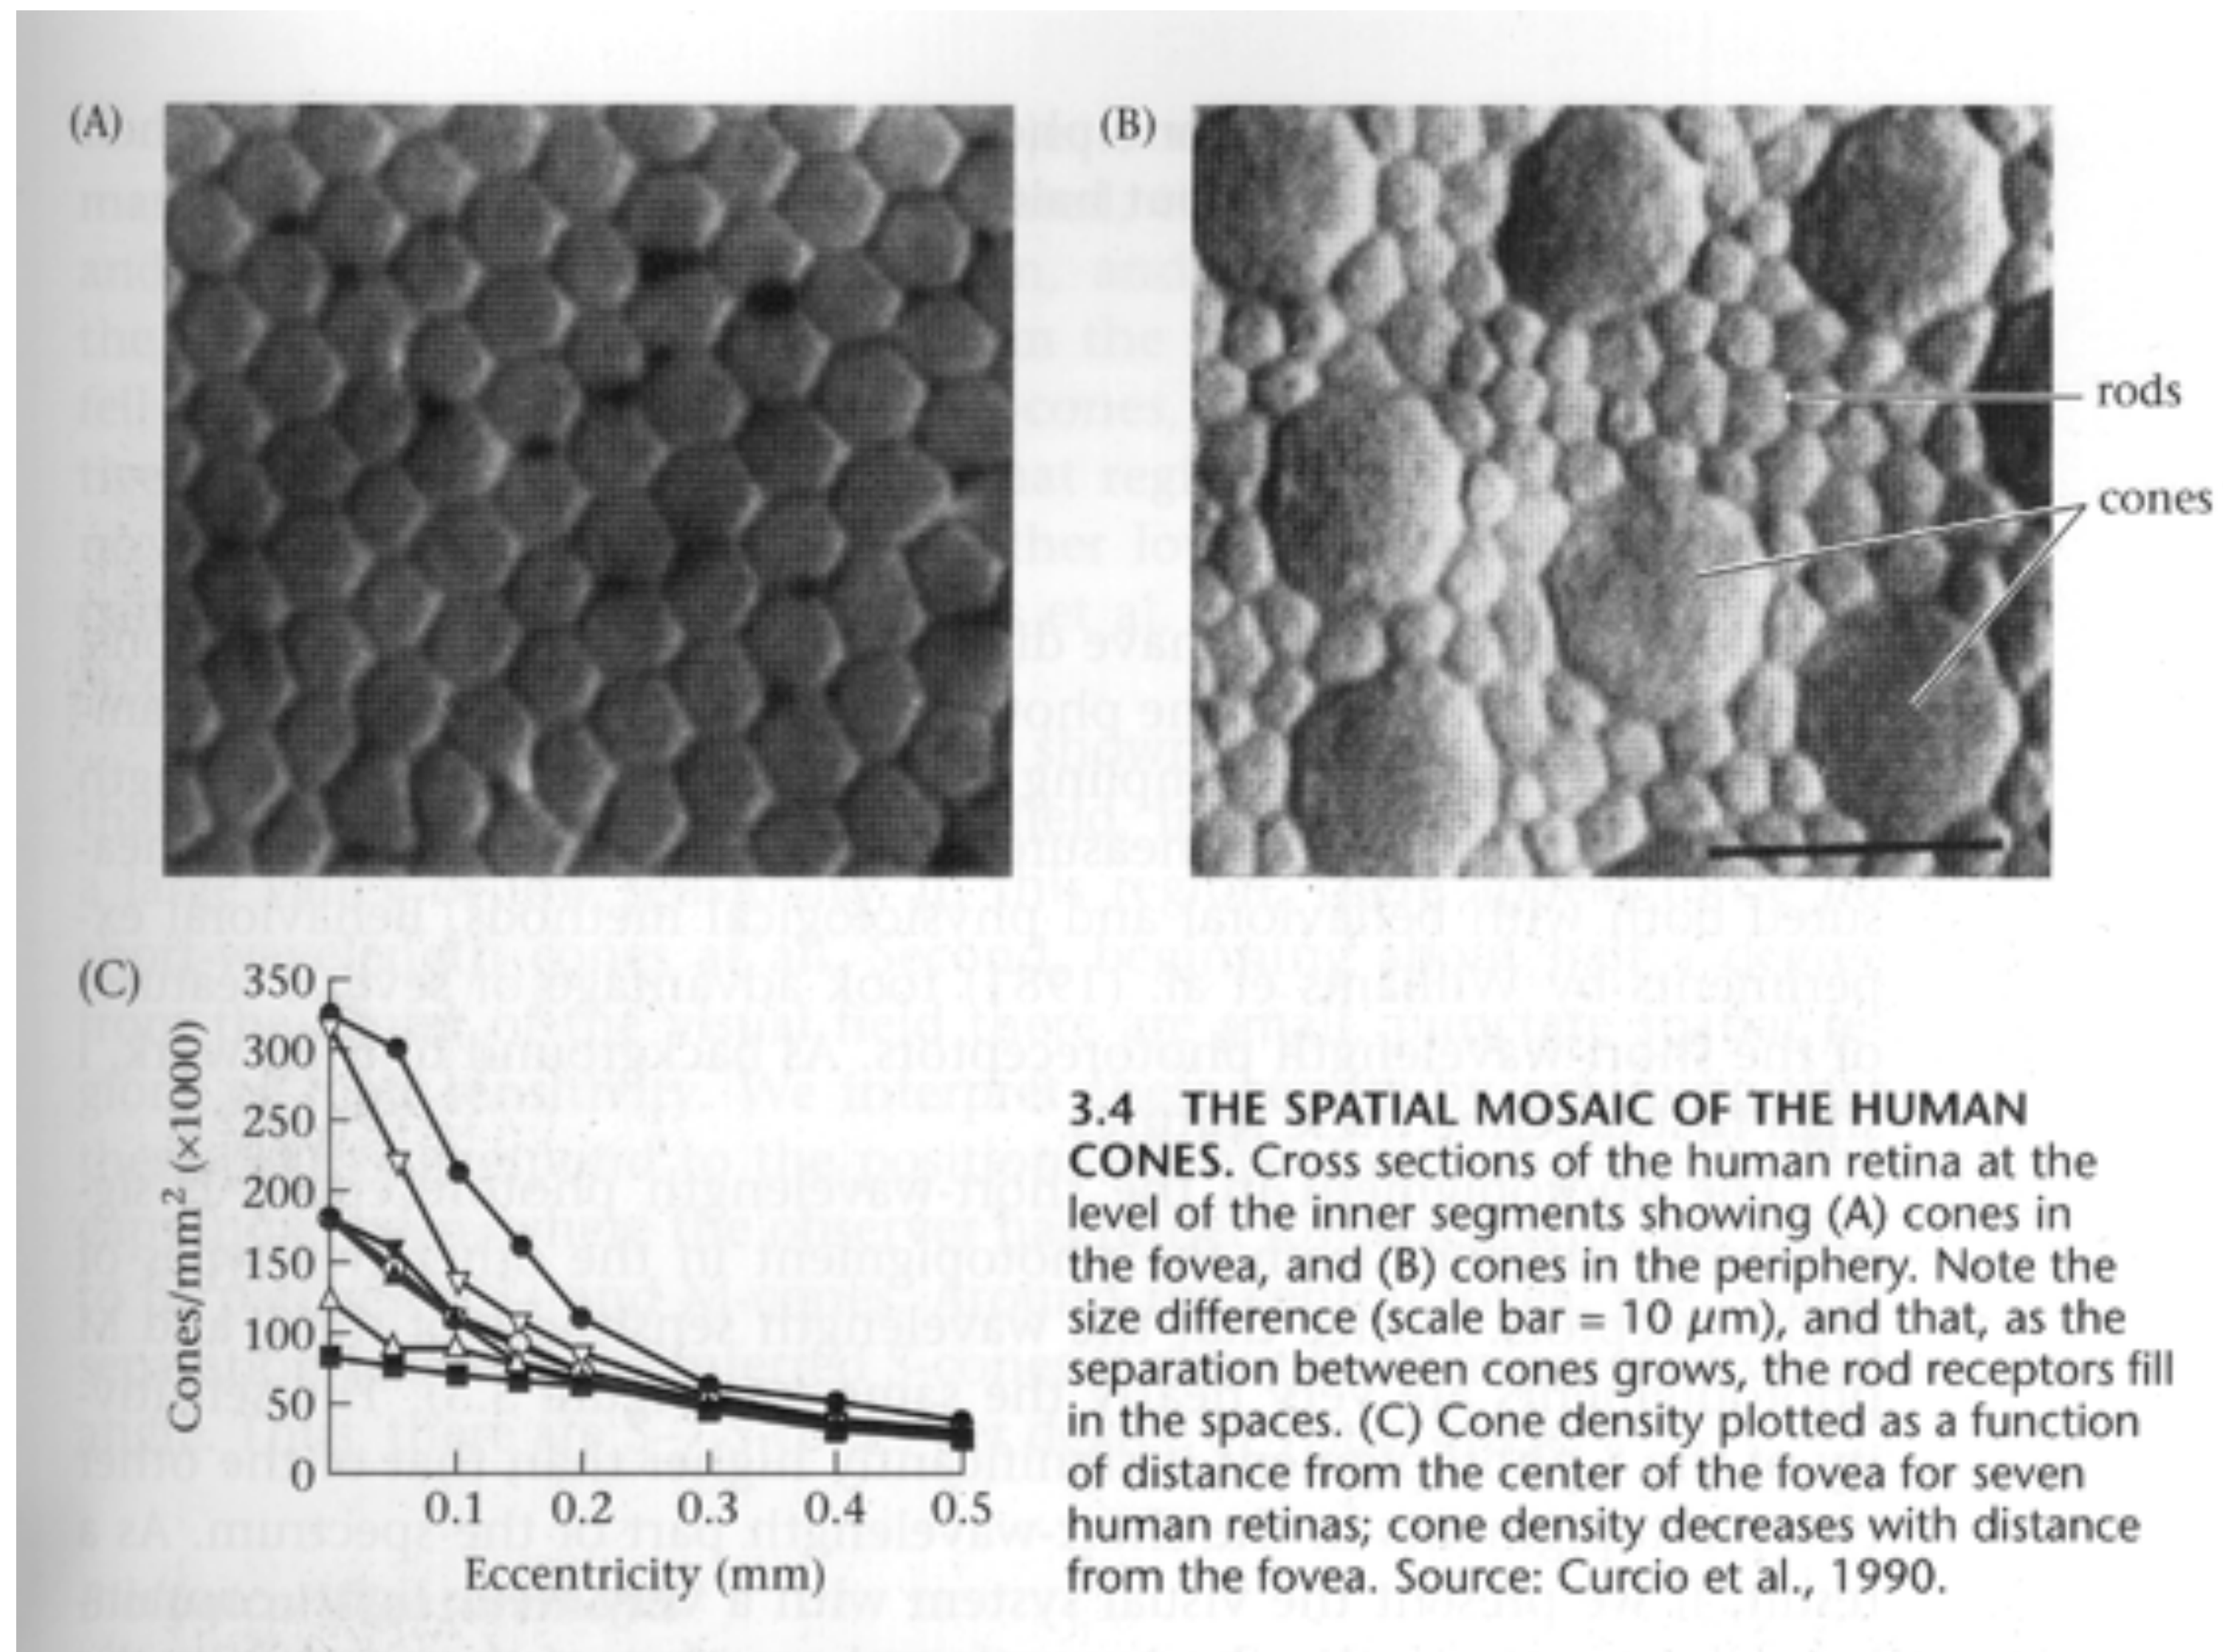 (A)
(B)
rods
cones
(C)
350
300
250
200
150
100
50
0
Cones/mm² (×1000)
0.1 0.2 0.3 0.4 0.5
Eccentricity (mm)
3.4 THE SPATIAL MOSAIC OF THE HUMAN
CONES. Cross sections of the human retina at the
level of the inner segments showing (A) cones in
the fovea, and (B) cones in the periphery. Note the
size difference (scale bar = 10 μm), and that, as the
separation between cones grows, the rod receptors fill
in the spaces. (C) Cone density plotted as a function
of distance from the center of the fovea for seven
human retinas; cone density decreases with distance
from the fovea. Source: Curcio et al., 1990.